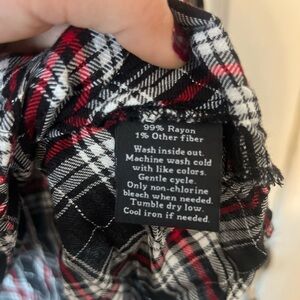 99% Rayon
1% Other fiber
Wash inside out.
Machine wash cold
with like colors.
Gentle cycle.
Only non-chlorine
bleach when needed.
Tumble dry low.
Cool iron if needed.